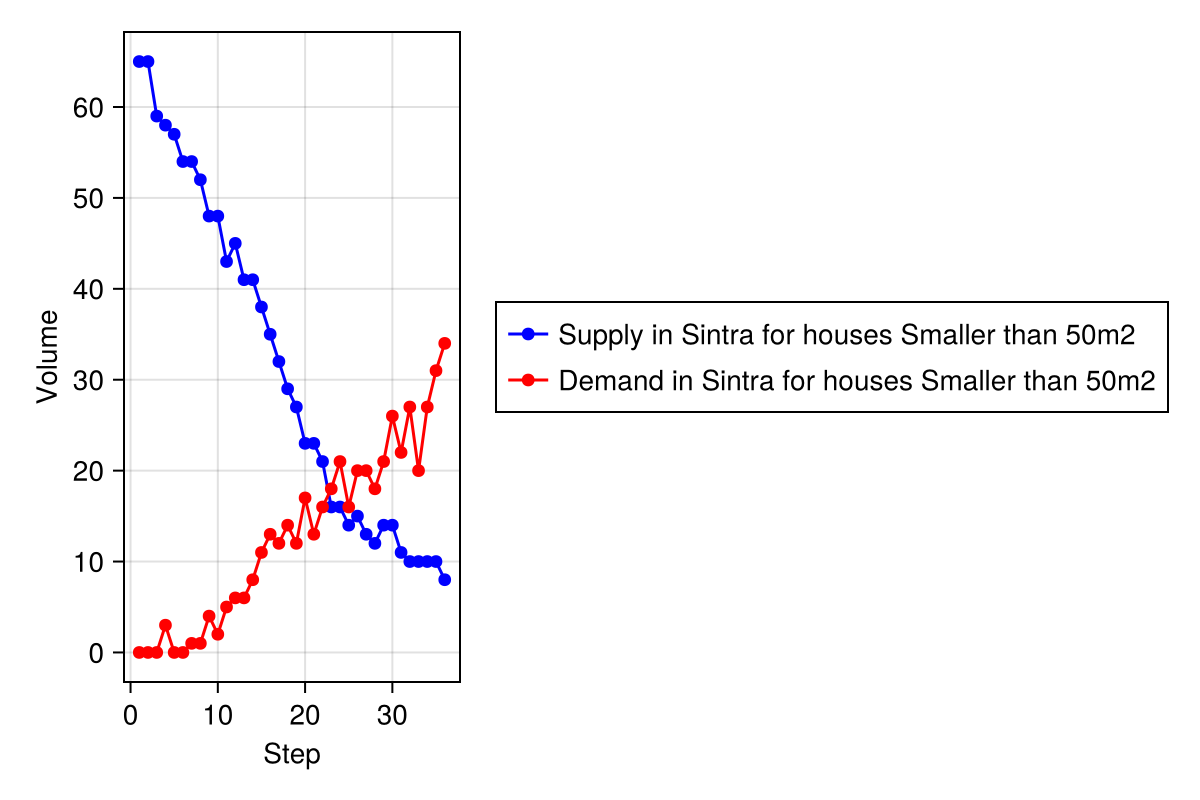 60
50
40
30
20
10
0
Volume
0 10 20 30
Step
Supply in Sintra for houses Smaller than 50m2
Demand in Sintra for houses Smaller than 50m2